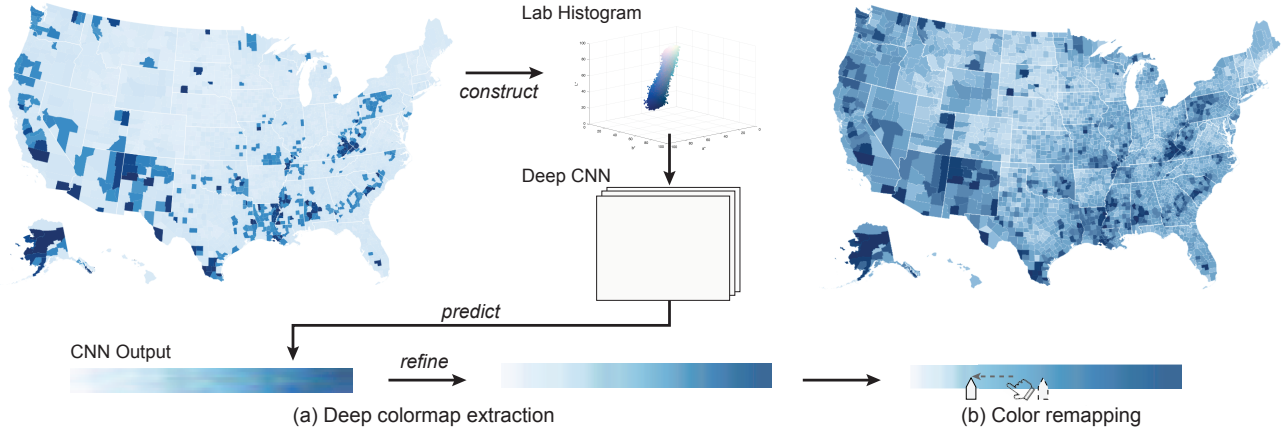 Lab Histogram
construct
Deep CNN
predict
CNN Output
refine
(a) Deep colormap extraction
(b) Color remapping